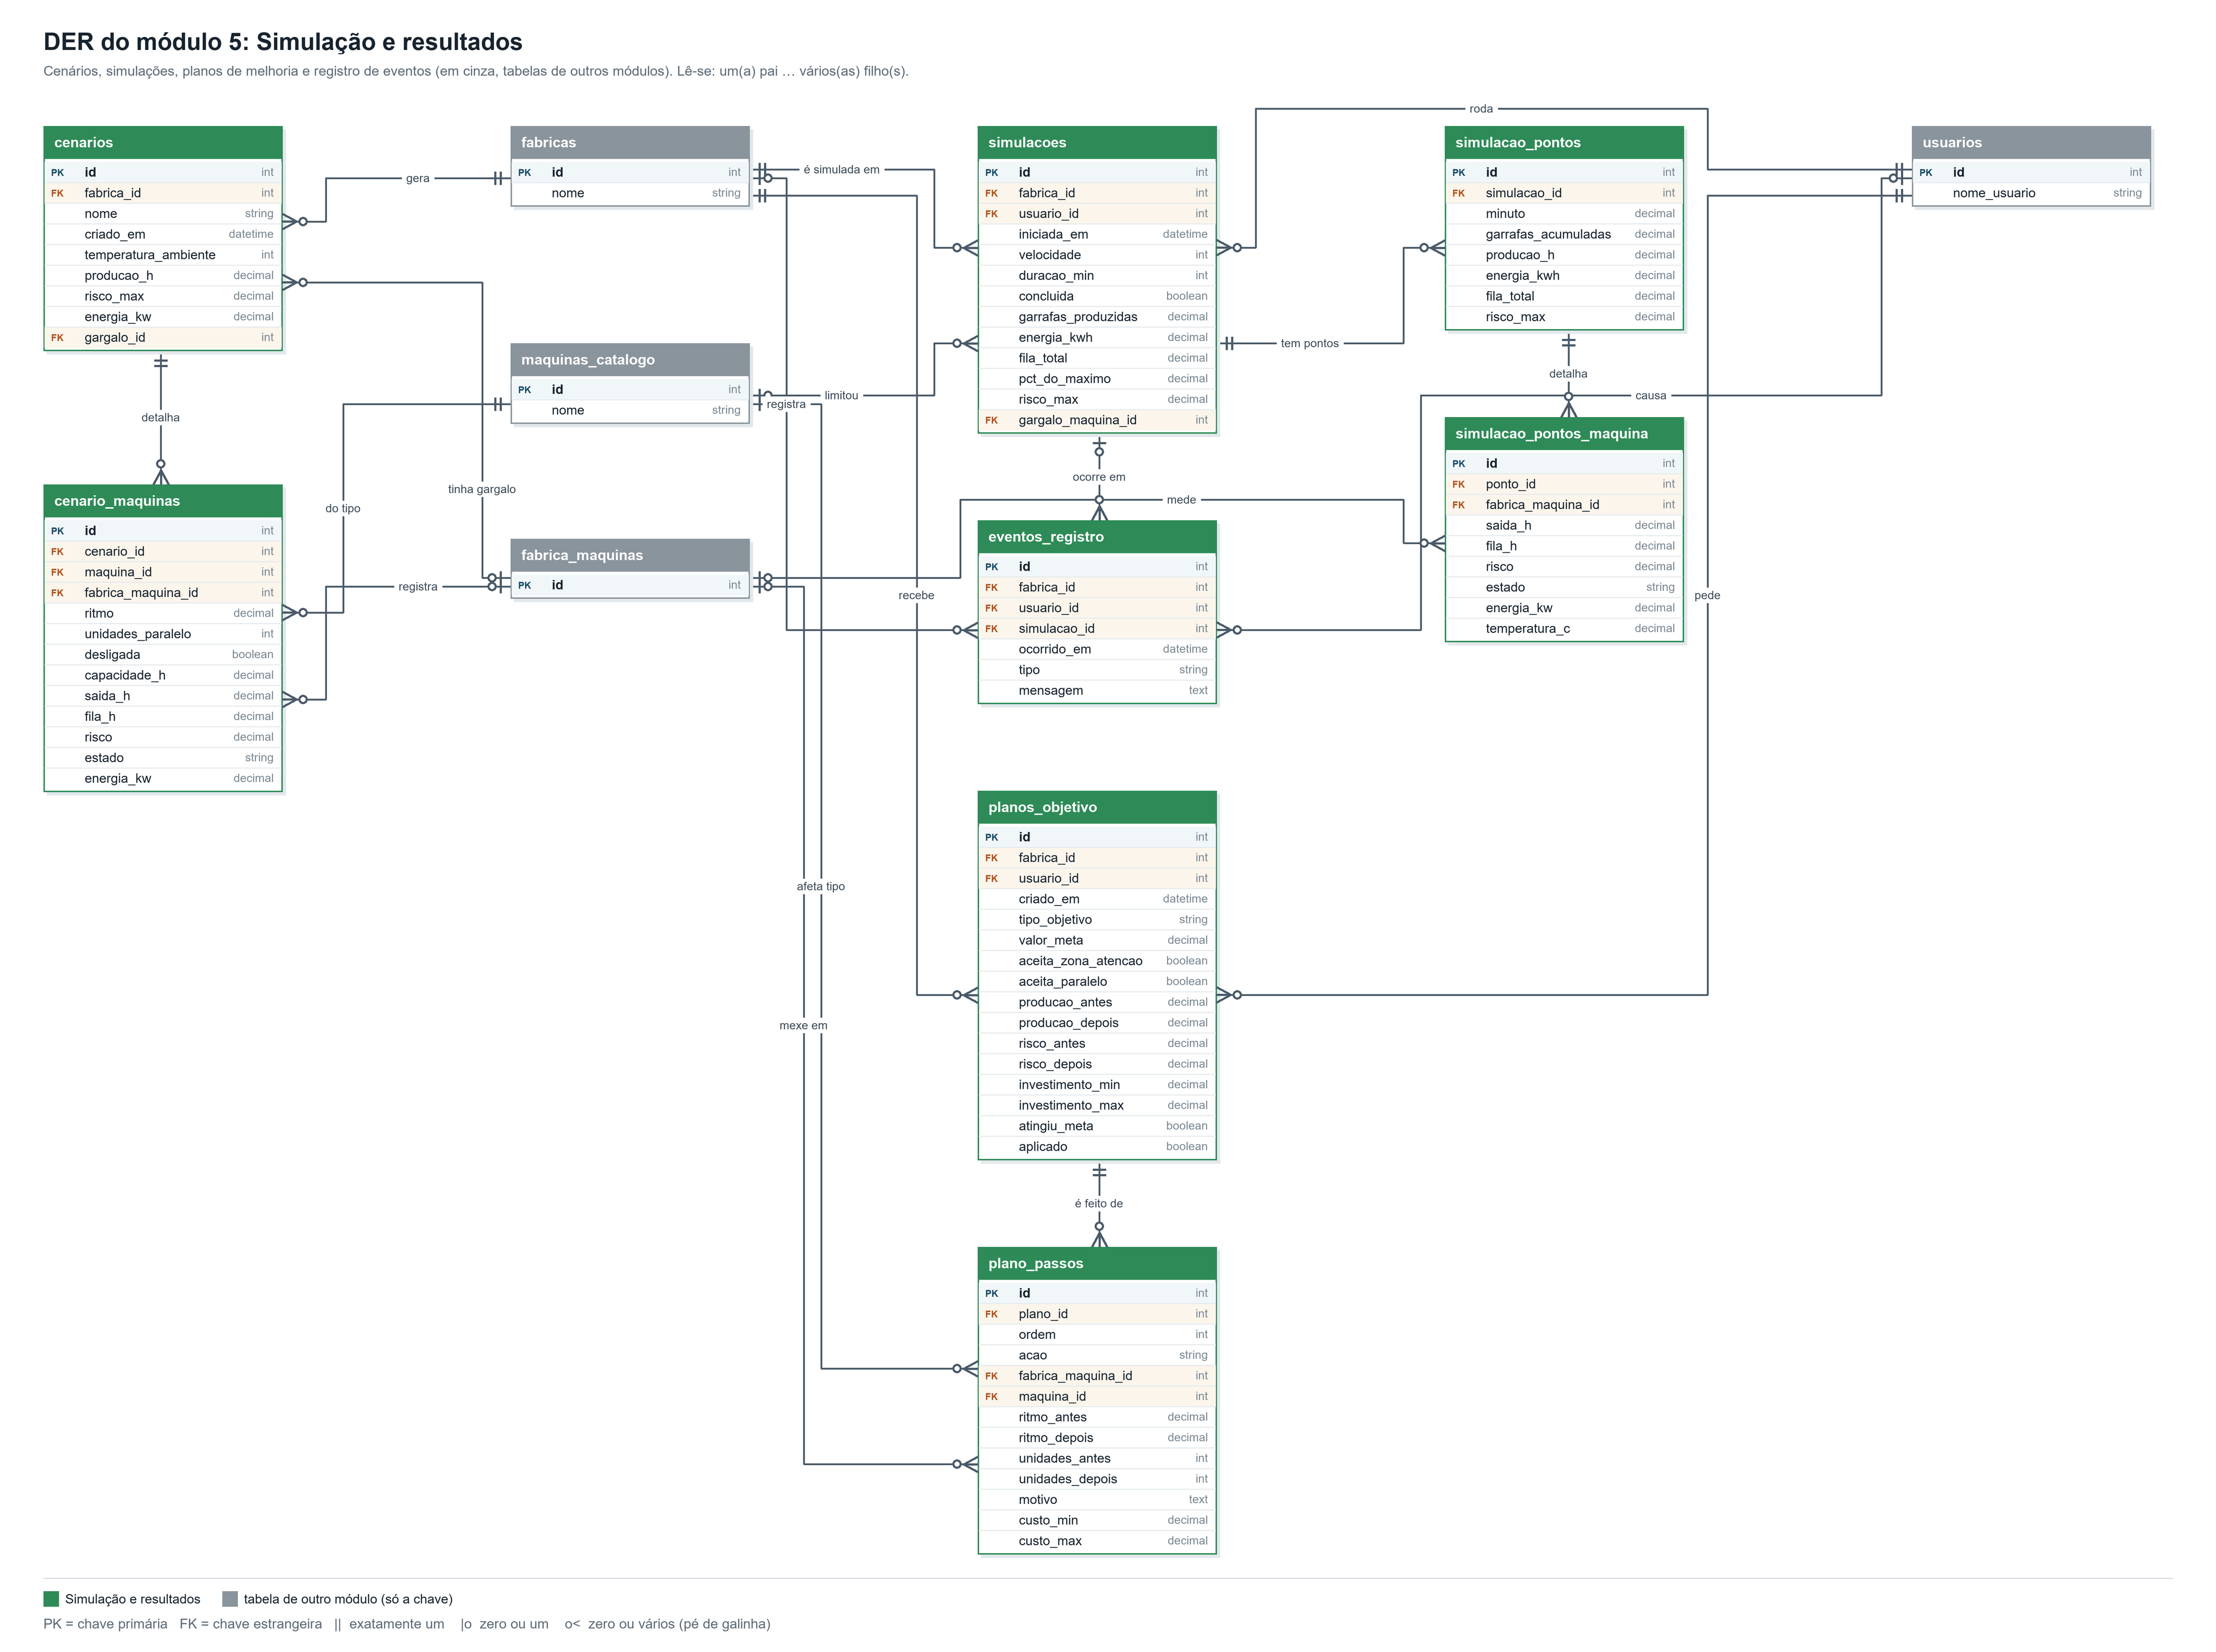 DER do módulo 5: Simulação e resultados
Cenários, simulações, planos de melhoria e registro de eventos (em cinza, tabelas de outros módulos). Lê-se: um(a) pai … vários(as) filho(s).
cenarios
PK id int
FK fabrica_id int
nome string
criado_em datetime
temperatura_ambiente int
producao_h decimal
risco_max decimal
energia_kw decimal
FK gargalo_id int
detalha
cenario_maquinas
PK id int
FK cenario_id int
FK maquina_id int
FK fabrica_maquina_id int
ritmo decimal
unidades_paralelo int
desligada boolean
capacidade_h decimal
saida_h decimal
fila_h decimal
risco decimal
estado string
energia_kw decimal
gera
do tipo
tinha gargalo
registra
fabricas
PK id int
nome string
maquinas_catalogo
PK id int
nome string
fabrica_maquinas
PK id int
é simulada em
limitou
registra
recebe
afeta tipo
mexe em
simulacoes
PK id int
FK fabrica_id int
FK usuario_id int
iniciada_em datetime
velocidade int
duracao_min int
concluida boolean
garrafas_produzidas decimal
energia_kwh decimal
fila_total decimal
pct_do_maximo decimal
risco_max decimal
FK gargalo_maquina_id int
ocorre em
mede
eventos_registro
PK id int
FK fabrica_id int
FK usuario_id int
FK simulacao_id int
ocorrido_em datetime
tipo string
mensagem text
planos_objetivo
PK id int
FK fabrica_id int
FK usuario_id int
criado_em datetime
tipo_objetivo string
valor_meta decimal
aceita_zona_atencao boolean
aceita_paralelo boolean
producao_antes decimal
producao_depois decimal
risco_antes decimal
risco_depois decimal
investimento_min decimal
investimento_max decimal
atingiu_meta boolean
aplicado boolean
é feito de
plano_passos
PK id int
FK plano_id int
ordem int
acao string
FK fabrica_maquina_id int
FK maquina_id int
ritmo_antes decimal
ritmo_depois decimal
unidades_antes int
unidades_depois int
motivo text
custo_min decimal
custo_max decimal
roda
tem pontos
simulacao_pontos
PK id int
FK simulacao_id int
minuto decimal
garrafas_acumuladas decimal
producao_h decimal
energia_kwh decimal
fila_total decimal
risco_max decimal
detalha
causa
simulacao_pontos_maquina
PK id int
FK ponto_id int
FK fabrica_maquina_id int
saida_h decimal
fila_h decimal
risco decimal
estado string
energia_kw decimal
temperatura_c decimal
pede
usuarios
PK id int
nome_usuario string
Simulação e resultados tabela de outro módulo (só a chave)
PK = chave primária FK = chave estrangeira || exatamente um |o zero ou um o< zero ou vários (pé de galinha)